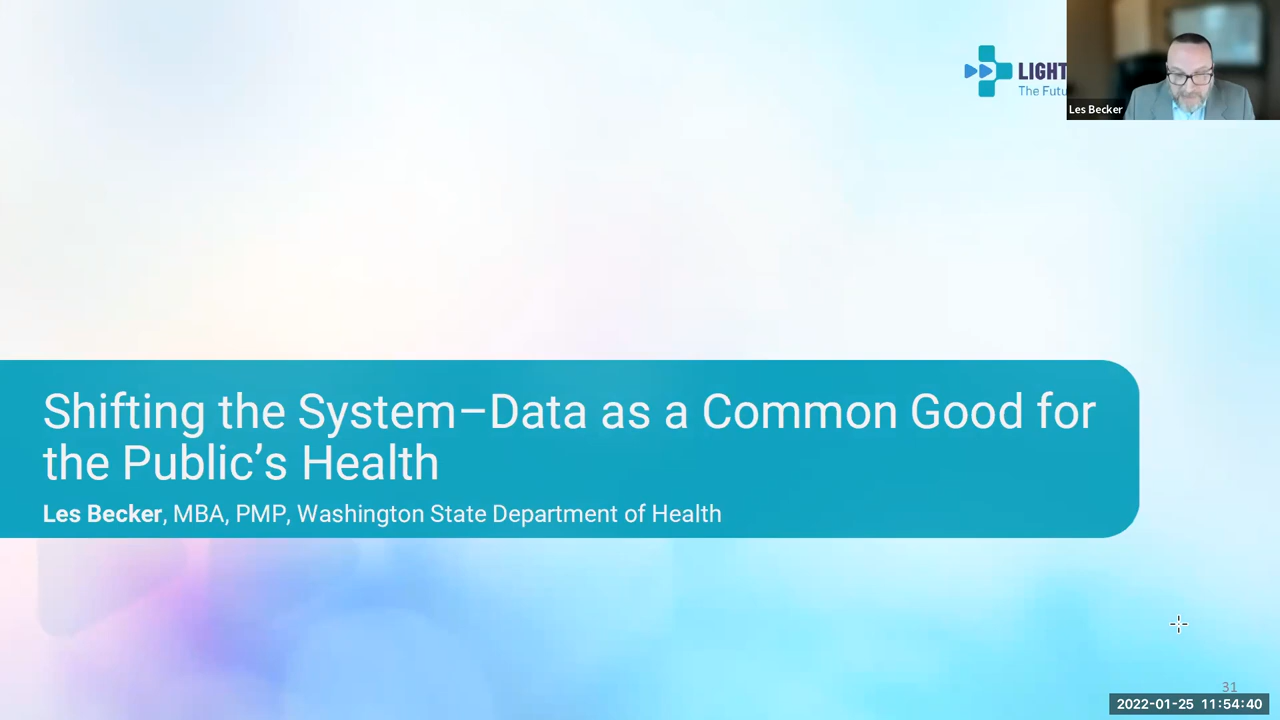 LIGHT
The Futu
Les Becker
Shifting the System–Data as a Common Good for
the Public’s Health
Les Becker, MBA, PMP, Washington State Department of Health
31
2022-01-25 11:54:40